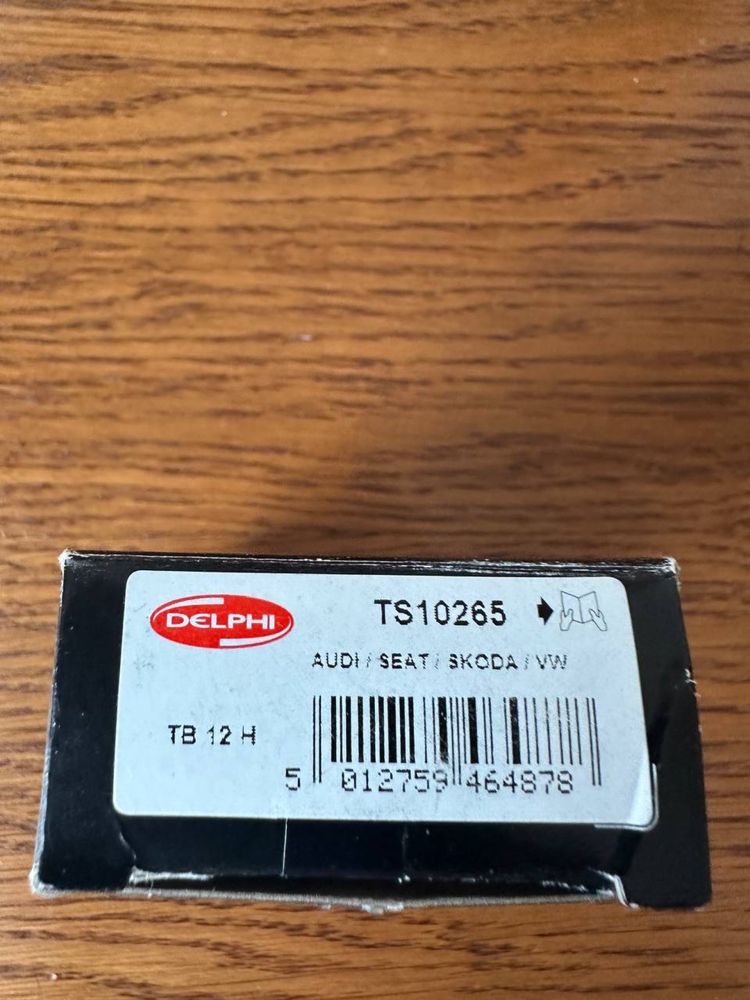 DELPHI
TS10265
AUDI / SEAT / SKODA / VW
TB 12 H
5 012759 464878